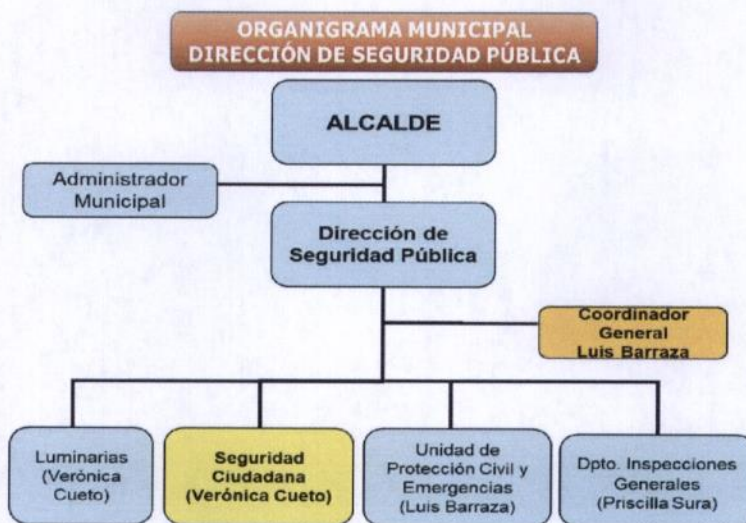 ORGANIGRAMA MUNICIPAL
DIRECCIÓN DE SEGURIDAD PÚBLICA
ALCALDE
Administrador
Municipal
Dirección de
Seguridad Pública
Coordinador
General
Luis Barraza
Luminarias
(Verónica
Cueto)
Seguridad
Ciudadana
(Verónica Cueto)
Unidad de
Protección Civil y
Emergencias
(Luis Barraza)
Dpto. Inspecciones
Generales
(Priscilla Sura)